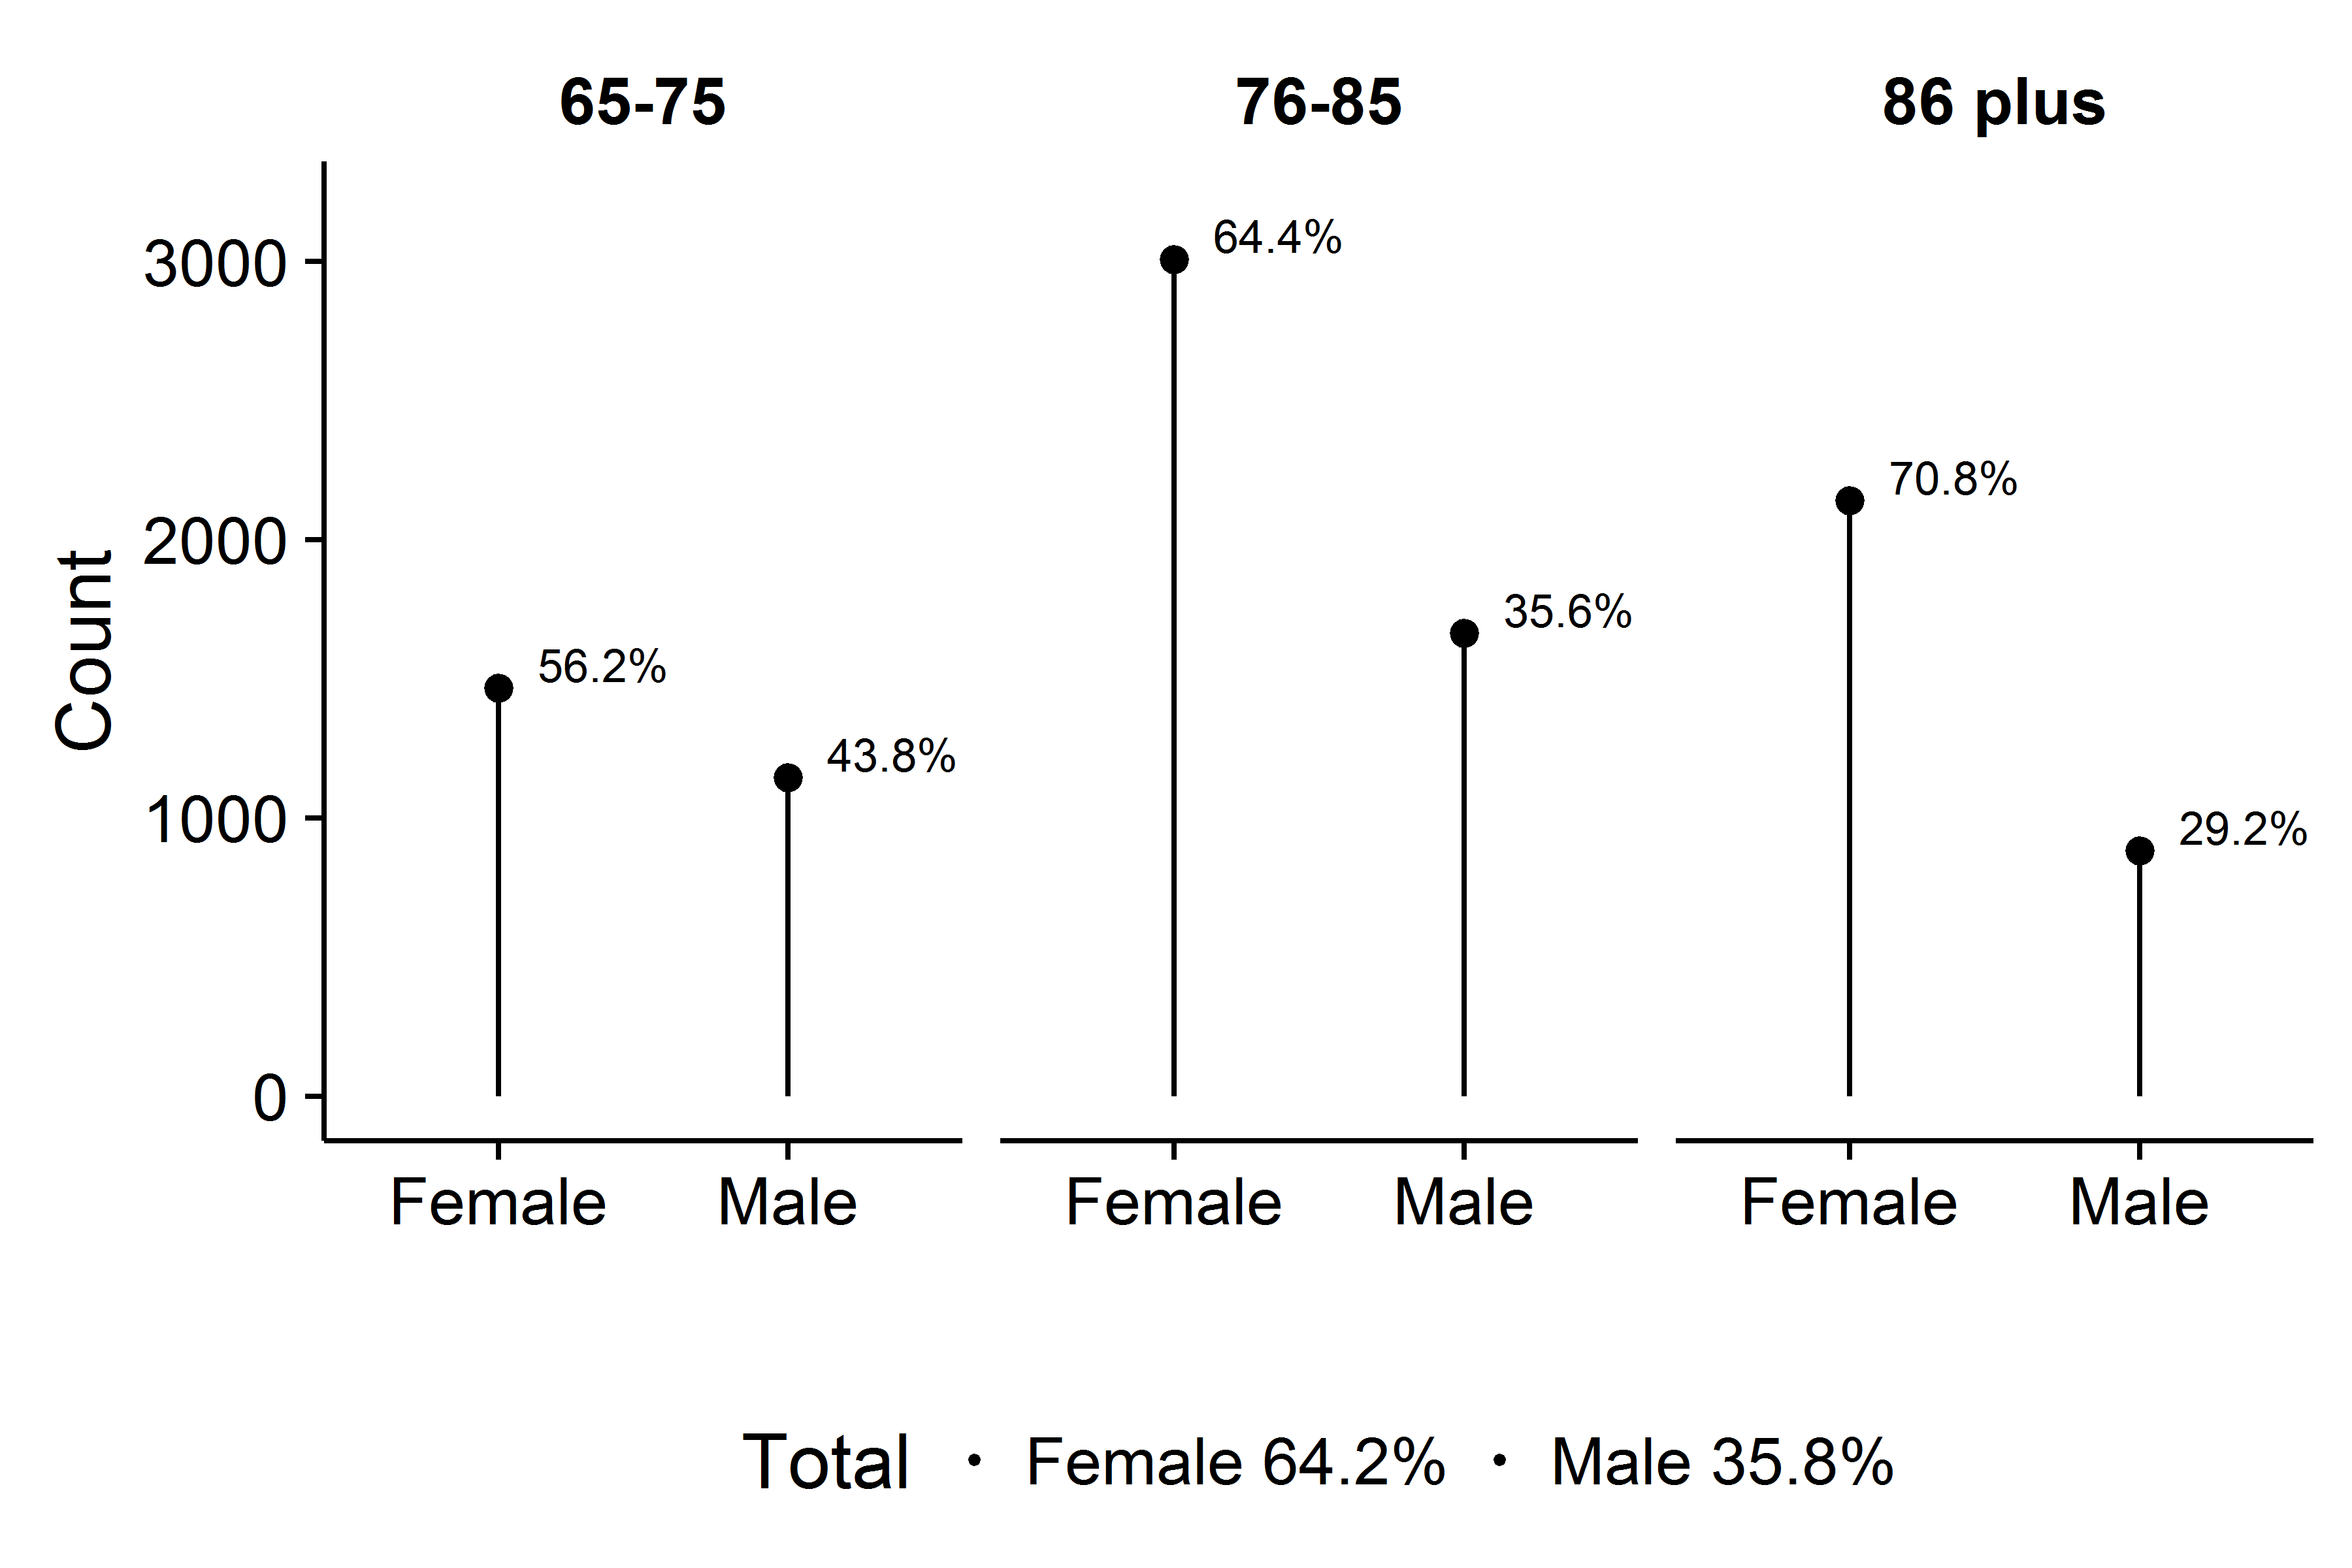 65-75 76-85 86 plus
Count
3000
2000
1000
0
56.2%
43.8%
64.4%
35.6%
70.8%
29.2%
Female Male Female Male Female Male
Total • Female 64.2% • Male 35.8%